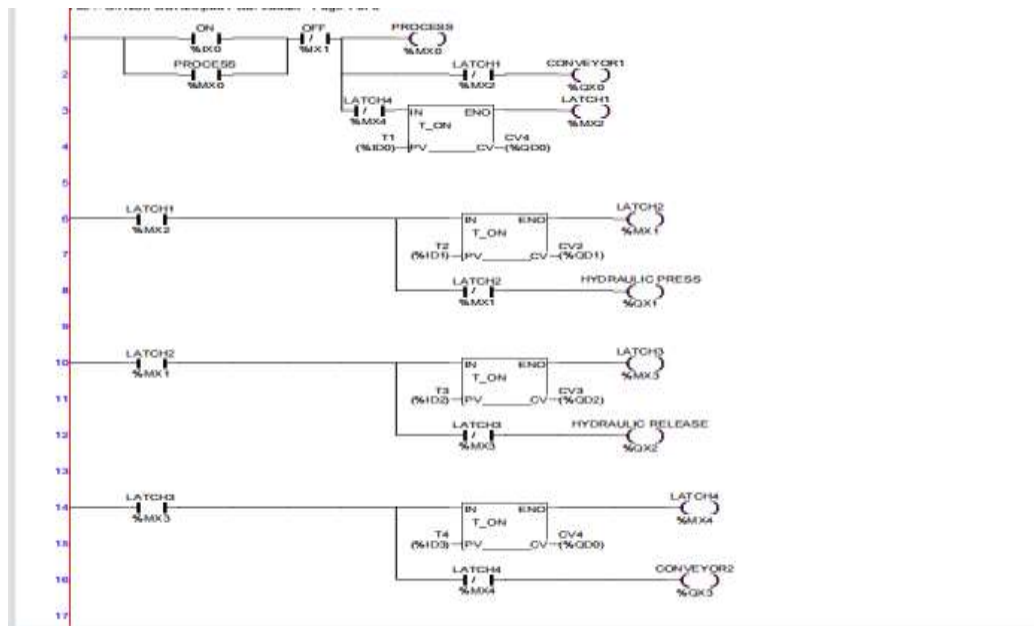 ON OFF PROCESS
1
%IX0 %IX1 %MX0
PROCESS LATCH1 CONVEYOR1
2
%MX0 %MX2 %QX0
LATCH4 LATCH1
3 IN ENO
%MX4 T_ON %MX2
T1 CV4
4 (%ID0) PV CV (%QD0)
5
LATCH1 LATCH2
6 IN ENO
%MX2 T_ON %MX1
T2 CV2
7 (%ID1) PV CV (%QD1)
LATCH2 HYDRAULIC PRESS
8
%MX1 %QX1
9
LATCH2 LATCH3
10 IN ENO
%MX1 T_ON %MX3
T3 CV3
11 (%ID2) PV CV (%QD2)
LATCH3 HYDRAULIC RELEASE
12
%MX3 %QX2
13
LATCH3 LATCH4
14 IN ENO
%MX3 T_ON %MX4
T4 CV4
15 (%ID3) PV CV (%QD0)
LATCH4 CONVEYOR2
16
%MX4 %QX3
17